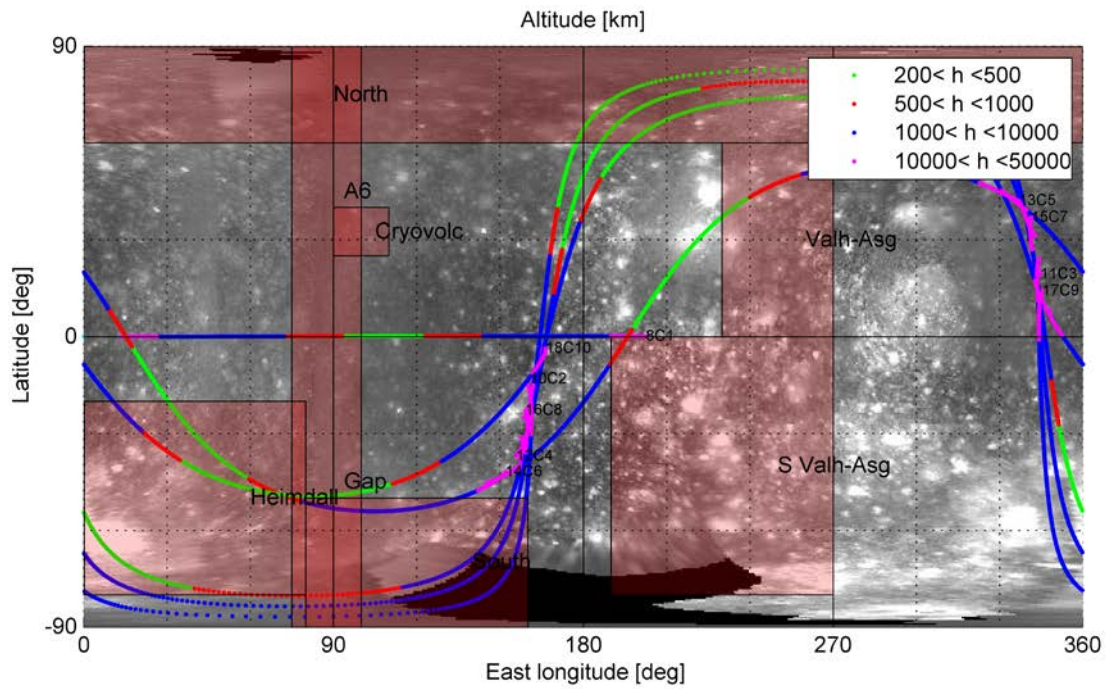 Altitude [km]
90
North
200< h <500
500< h <1000
1000< h <10000
10000< h <50000
A6
Cryovolc
Valh-Asg
3C5
15C7
11C3
17C9
Latitude [deg]
0
8C1
18C10
10C2
16C8
C4
14C6
Gap
Heimdall
S Valh-Asg
South
-90
0
90
180
270
360
East longitude [deg]